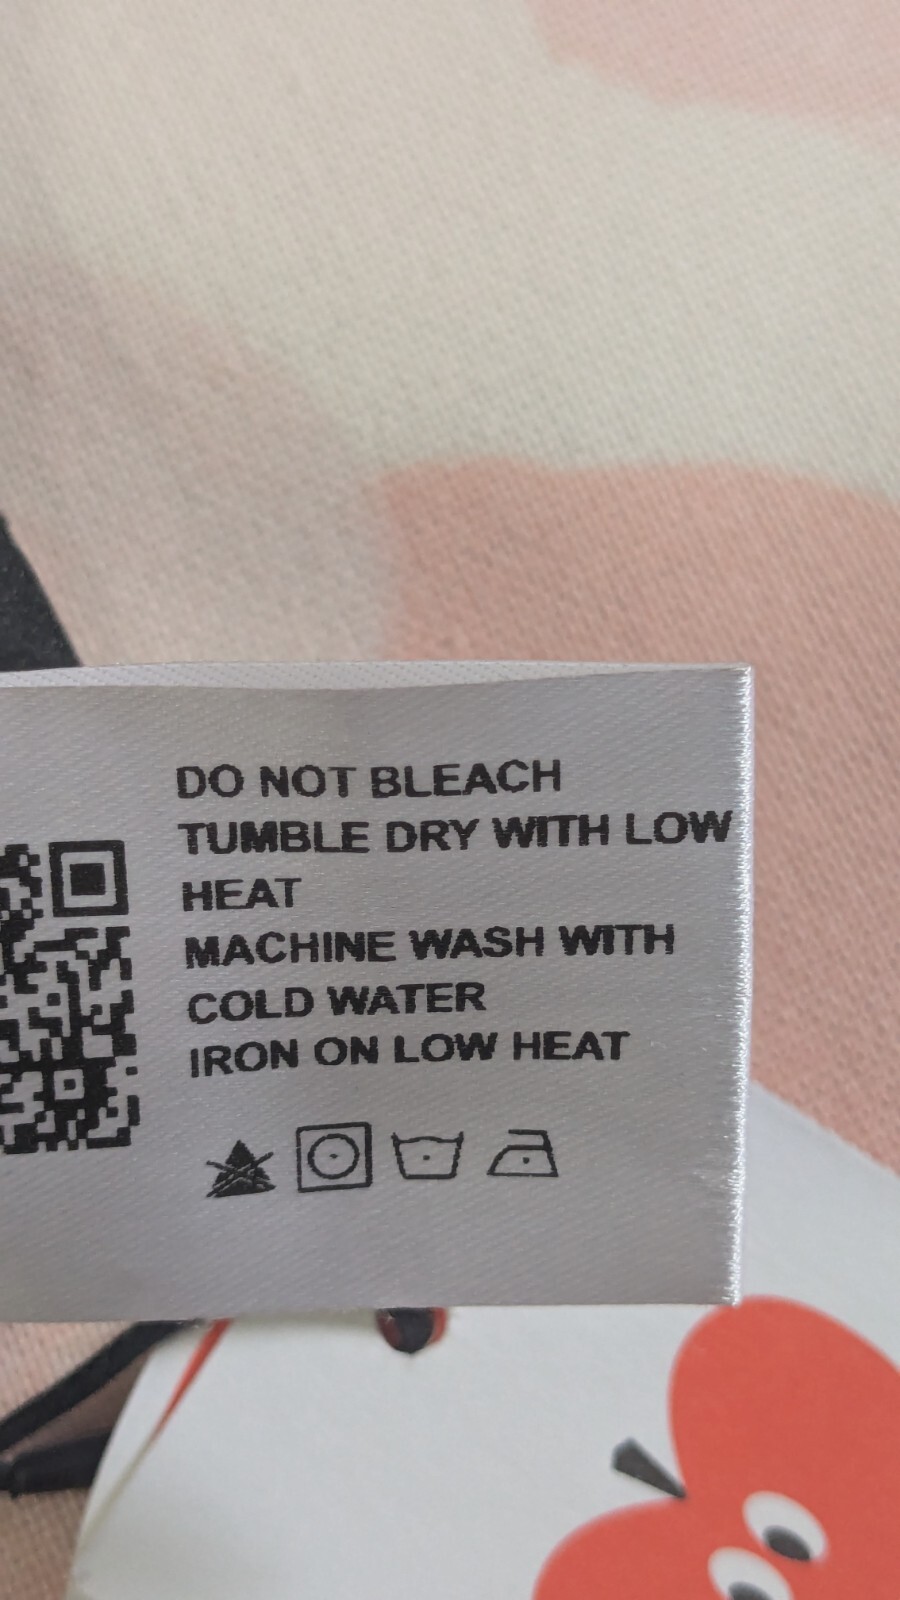 DO NOT BLEACH
TUMBLE DRY WITH LOW
HEAT
MACHINE WASH WITH
COLD WATER
IRON ON LOW HEAT